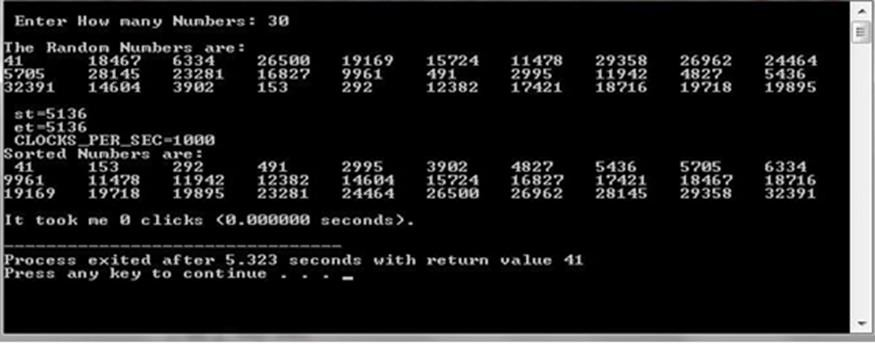 Enter How many Numbers: 30
The Random Numbers are:
41 18467 6334 26500 19169 15724 11478 29358 26962 24464
5705 28145 23281 16827 9961 491 2995 11942 4827 5436
32391 14604 3902 153 292 12382 17421 18716 19718 19895
st=5136
et=5136
CLOCKS_PER_SEC=1000
Sorted Numbers are:
41 153 292 491 2995 3902 4827 5436 5705 6334
9961 11478 11942 12382 14604 15724 16827 17421 18467 18716
19169 19718 19895 23281 24464 26500 26962 28145 29358 32391
It took me 0 clicks (0.000000 seconds).
--------------------------------
Process exited after 5.323 seconds with return value 41
Press any key to continue . . . _